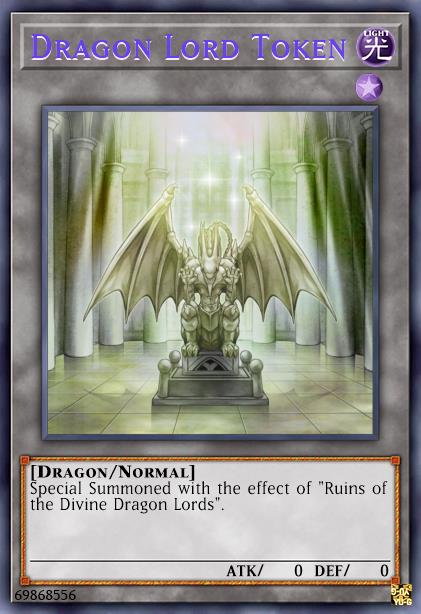 DRAGON LORD TOKEN
LIGHT
光
[DRAGON/NORMAL]
Special Summoned with the effect of "Ruins of
the Divine Dragon Lords".
ATK/ 0 DEF/ 0
69868556